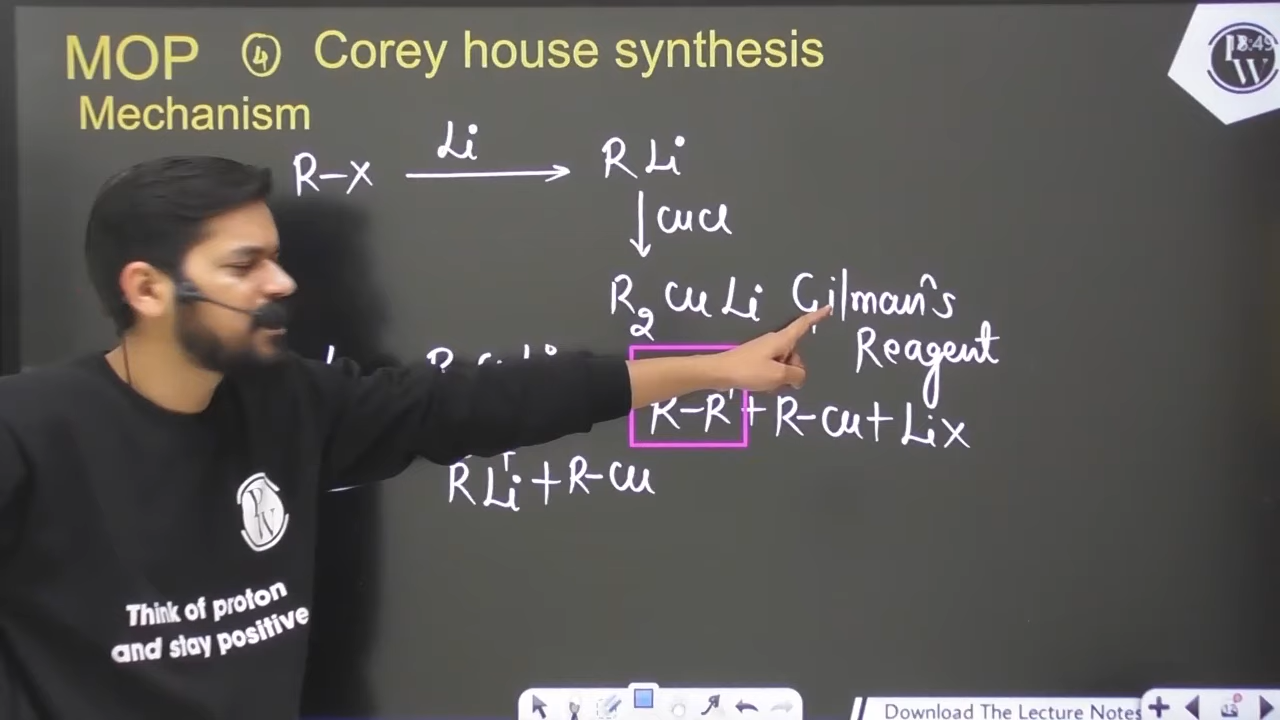 MOP ④ Corey house synthesis
Mechanism
R-X Li RLi
CuCl
R₂CuLi Gilman's
Reagent
R-R' + R-Cu + LiX
RLi + R-Cu
Think of proton
and stay positive
Download The Lecture Notes